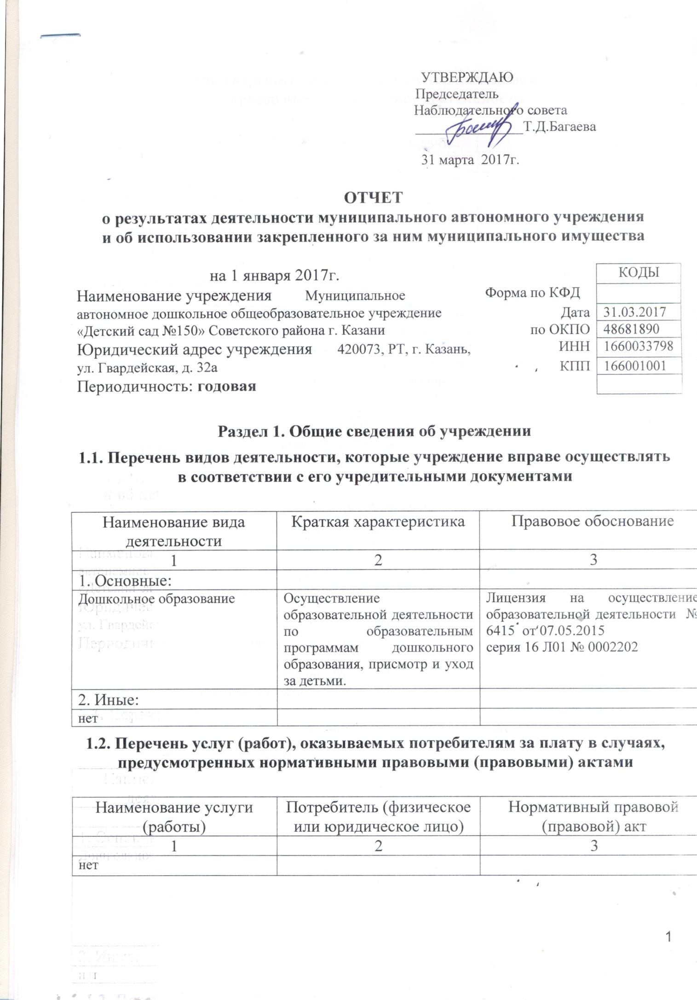 УТВЕРЖДАЮ
Председатель
Наблюдательного совета
Т.Д.Багаева
31 марта 2017г.
ОТЧЕТ
о результатах деятельности муниципального автономного учреждения
и об использовании закрепленного за ним муниципального имущества
на 1 января 2017г.
КОДЫ
Наименование учреждения Муниципальное
Форма по КФД
автономное дошкольное общеобразовательное учреждение
Дата 31.03.2017
«Детский сад №150» Советского района г. Казани
по ОКПО 48681890
Юридический адрес учреждения 420073, РТ, г. Казань,
ИНН 1660033798
ул. Гвардейская, д. 32а
КПП 166001001
Периодичность: годовая
Раздел 1. Общие сведения об учреждении
1.1. Перечень видов деятельности, которые учреждение вправе осуществлять
в соответствии с его учредительными документами
Наименование вида
деятельности
Краткая характеристика
Правовое обоснование
1
2
3
1. Основные:
Дошкольное образование
Осуществление
образовательной деятельности
по образовательным
программам дошкольного
образования, присмотр и уход
за детьми.
Лицензия на осуществление
образовательной деятельности №
6415 от 07.05.2015
серия 16 Л01 № 0002202
2. Иные:
нет
1.2. Перечень услуг (работ), оказываемых потребителям за плату в случаях,
предусмотренных нормативными правовыми (правовыми) актами
Наименование услуги
(работы)
Потребитель (физическое
или юридическое лицо)
Нормативный правовой
(правовой) акт
1
2
3
нет
1